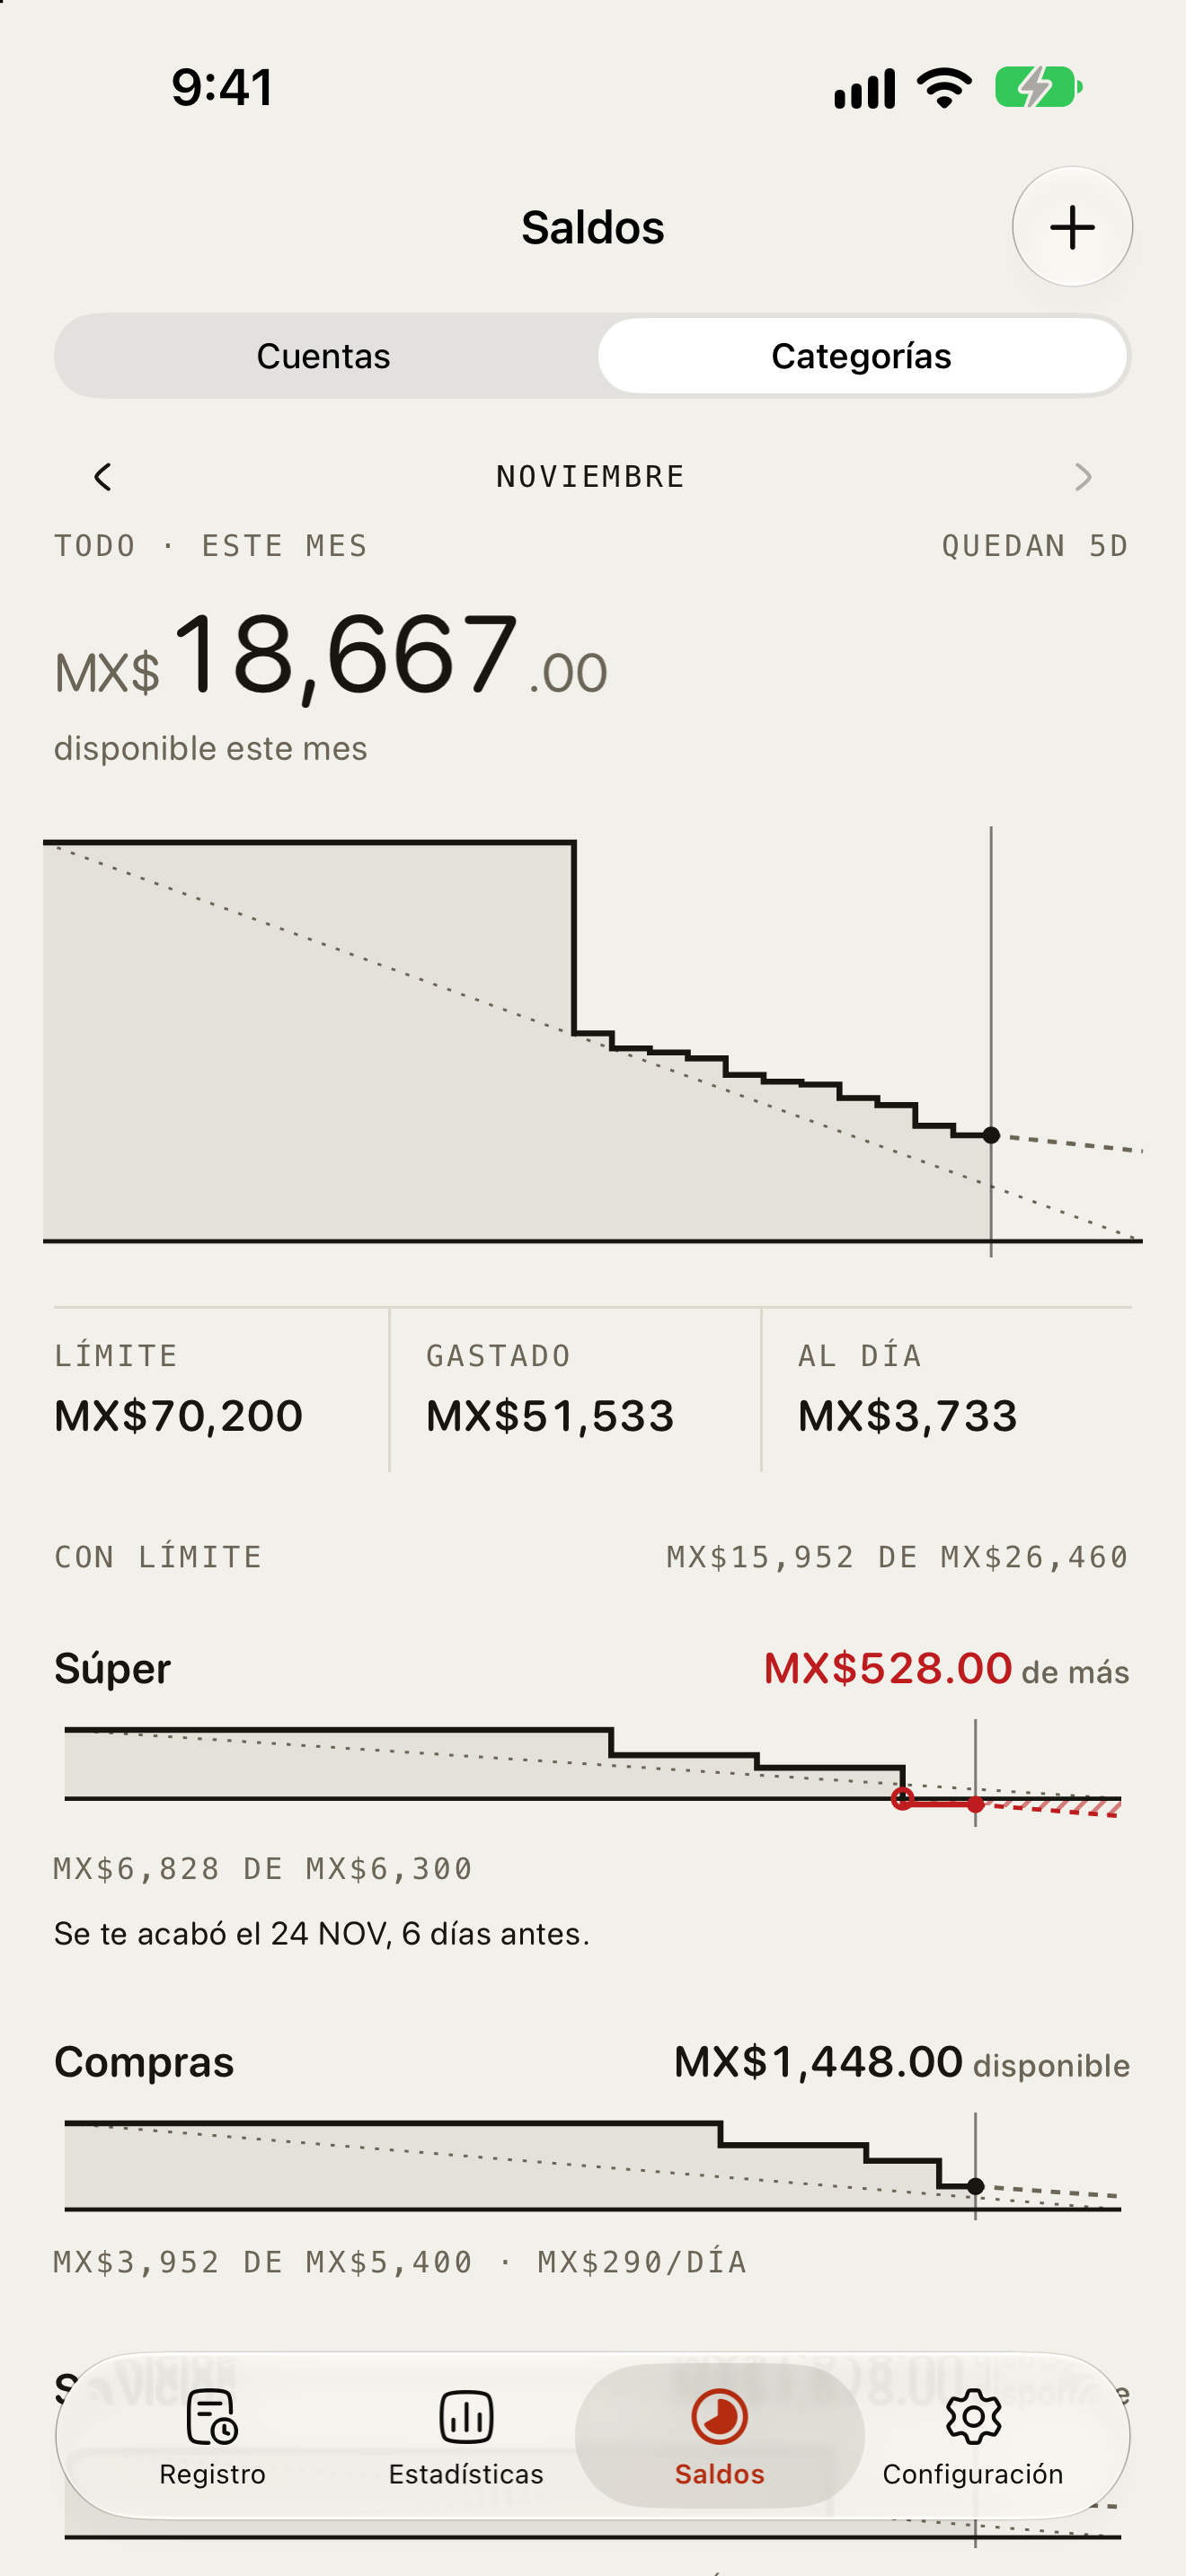 9:41
Saldos
Cuentas
Categorías
NOVIEMBRE
TODO · ESTE MES
QUEDAN 5D
MX$18,667.00
disponible este mes
LÍMITE
GASTADO
AL DÍA
MX$70,200
MX$51,533
MX$3,733
CON LÍMITE
MX$15,952 DE MX$26,460
Súper
MX$528.00 de más
MX$6,828 DE MX$6,300
Se te acabó el 24 NOV, 6 días antes.
Compras
MX$1,448.00 disponible
MX$3,952 DE MX$5,400 · MX$290/DÍA
Registro
Estadísticas
Saldos
Configuración